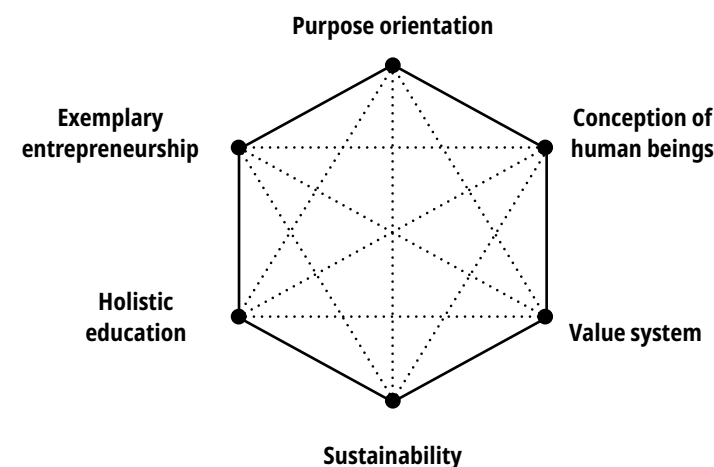 Purpose orientation
Exemplary
entrepreneurship
Conception of
human beings
Holistic
education
Value system
Sustainability